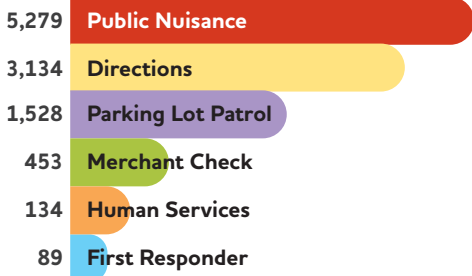 5,279 Public Nuisance
3,134 Directions
1,528 Parking Lot Patrol
453 Merchant Check
134 Human Services
89 First Responder